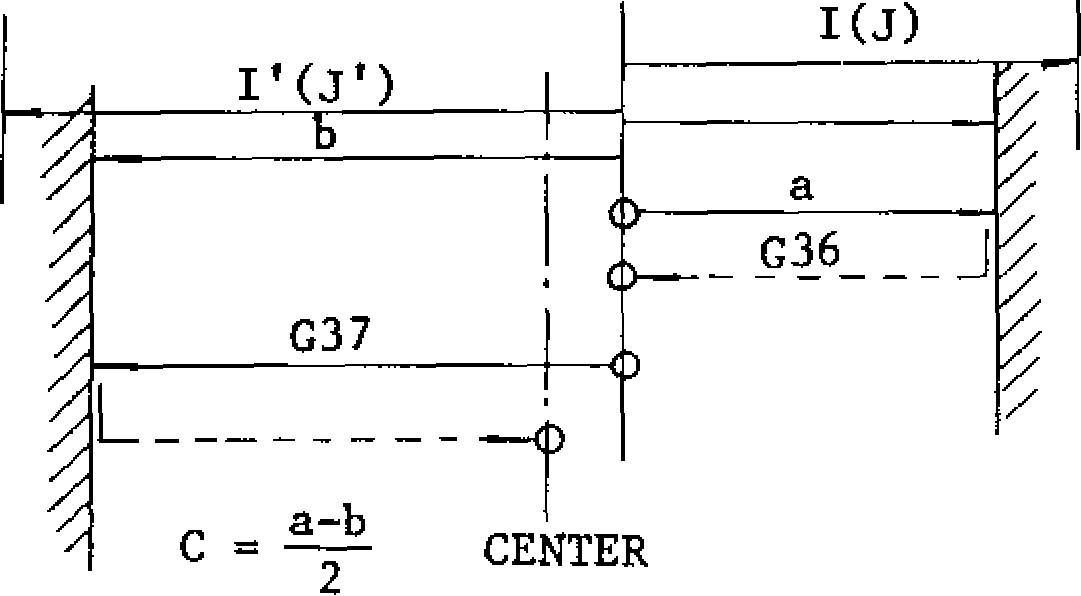 I(J)
I'(J')
b
a
G36
G37
C = a-b
2
CENTER